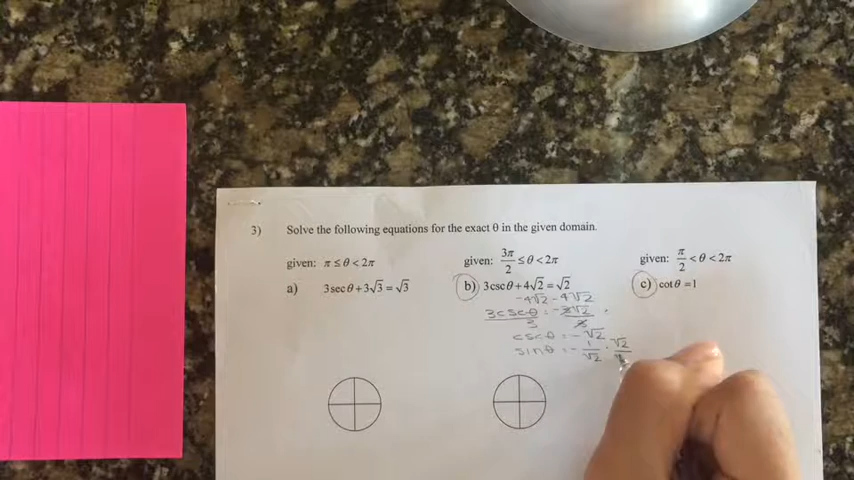 3) Solve the following equations for the exact θ in the given domain.
given: π ≤ θ < 2π
a) 3secθ + 3√3 = √3
given: 3π/2 ≤ θ < 2π
b) 3cscθ + 4√2 = √2
-4√2 -4√2
3cscθ/3 = -3√2/3
cscθ = -√2
sinθ = -1/√2 · √2/
given: π/2 < θ < 2π
c) cotθ = 1